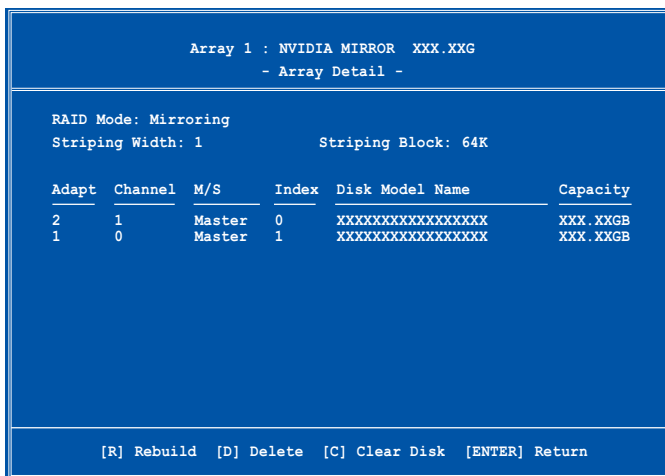 Array 1 : NVIDIA MIRROR XXX.XXG
- Array Detail -
RAID Mode: Mirroring
Striping Width: 1 Striping Block: 64K
Adapt Channel M/S Index Disk Model Name Capacity
2 1 Master 0 XXXXXXXXXXXXXXXXX XXX.XXGB
1 0 Master 1 XXXXXXXXXXXXXXXXX XXX.XXGB
[R] Rebuild [D] Delete [C] Clear Disk [ENTER] Return